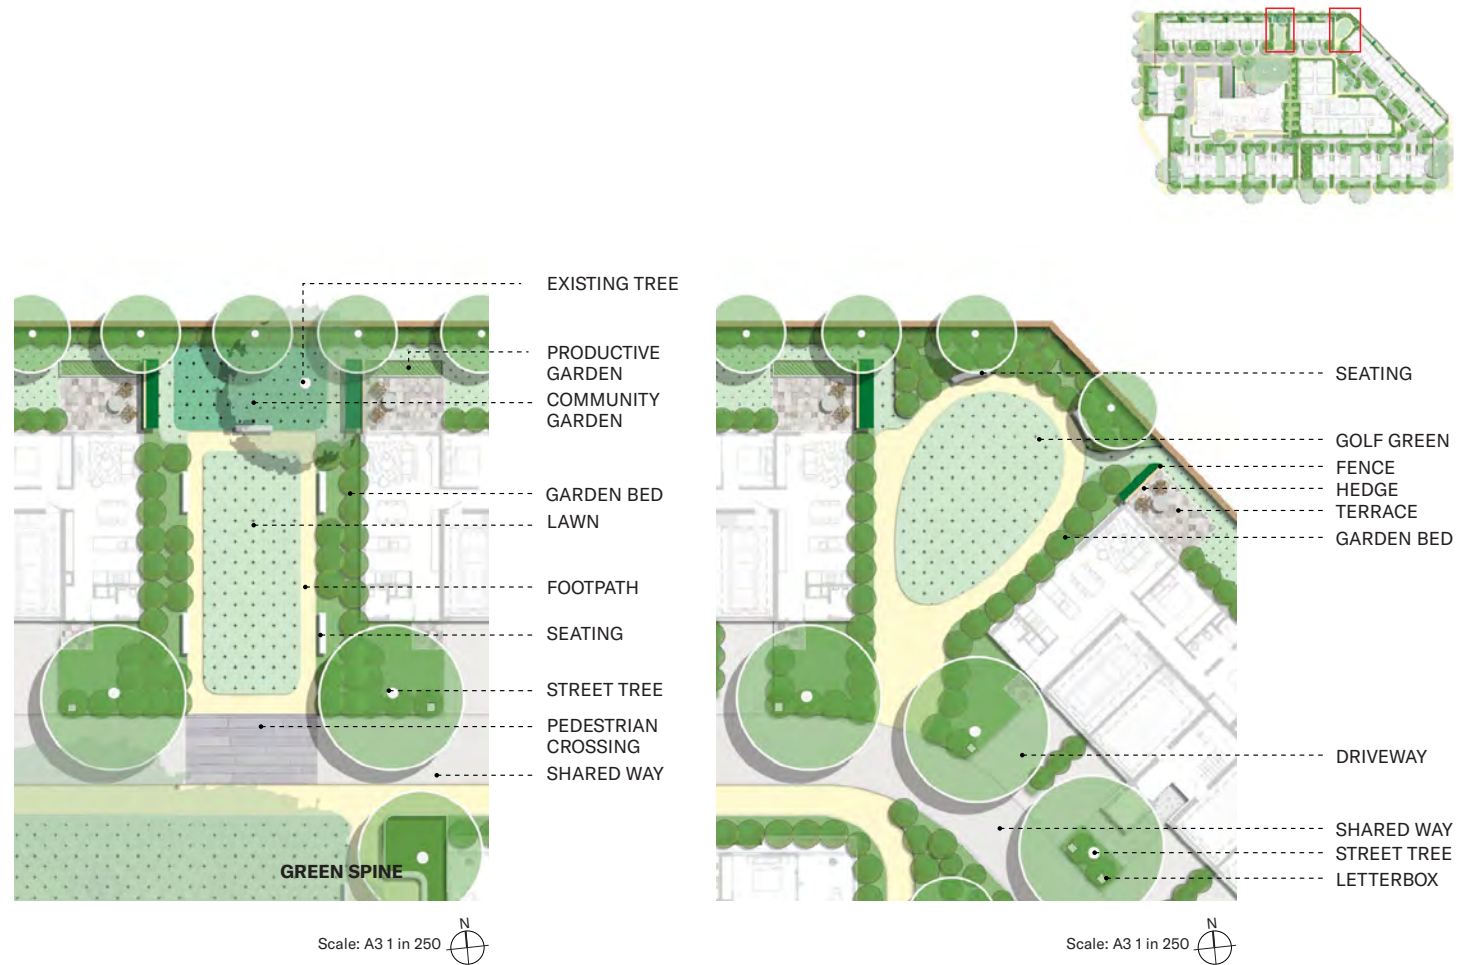 EXISTING TREE
PRODUCTIVE
GARDEN
COMMUNITY
GARDEN
GARDEN BED
LAWN
FOOTPATH
SEATING
STREET TREE
PEDESTRIAN
CROSSING
SHARED WAY
GREEN SPINE
N
Scale: A3 1 in 250
SEATING
GOLF GREEN
FENCE
HEDGE
TERRACE
GARDEN BED
DRIVEWAY
SHARED WAY
STREET TREE
LETTERBOX
N
Scale: A3 1 in 250